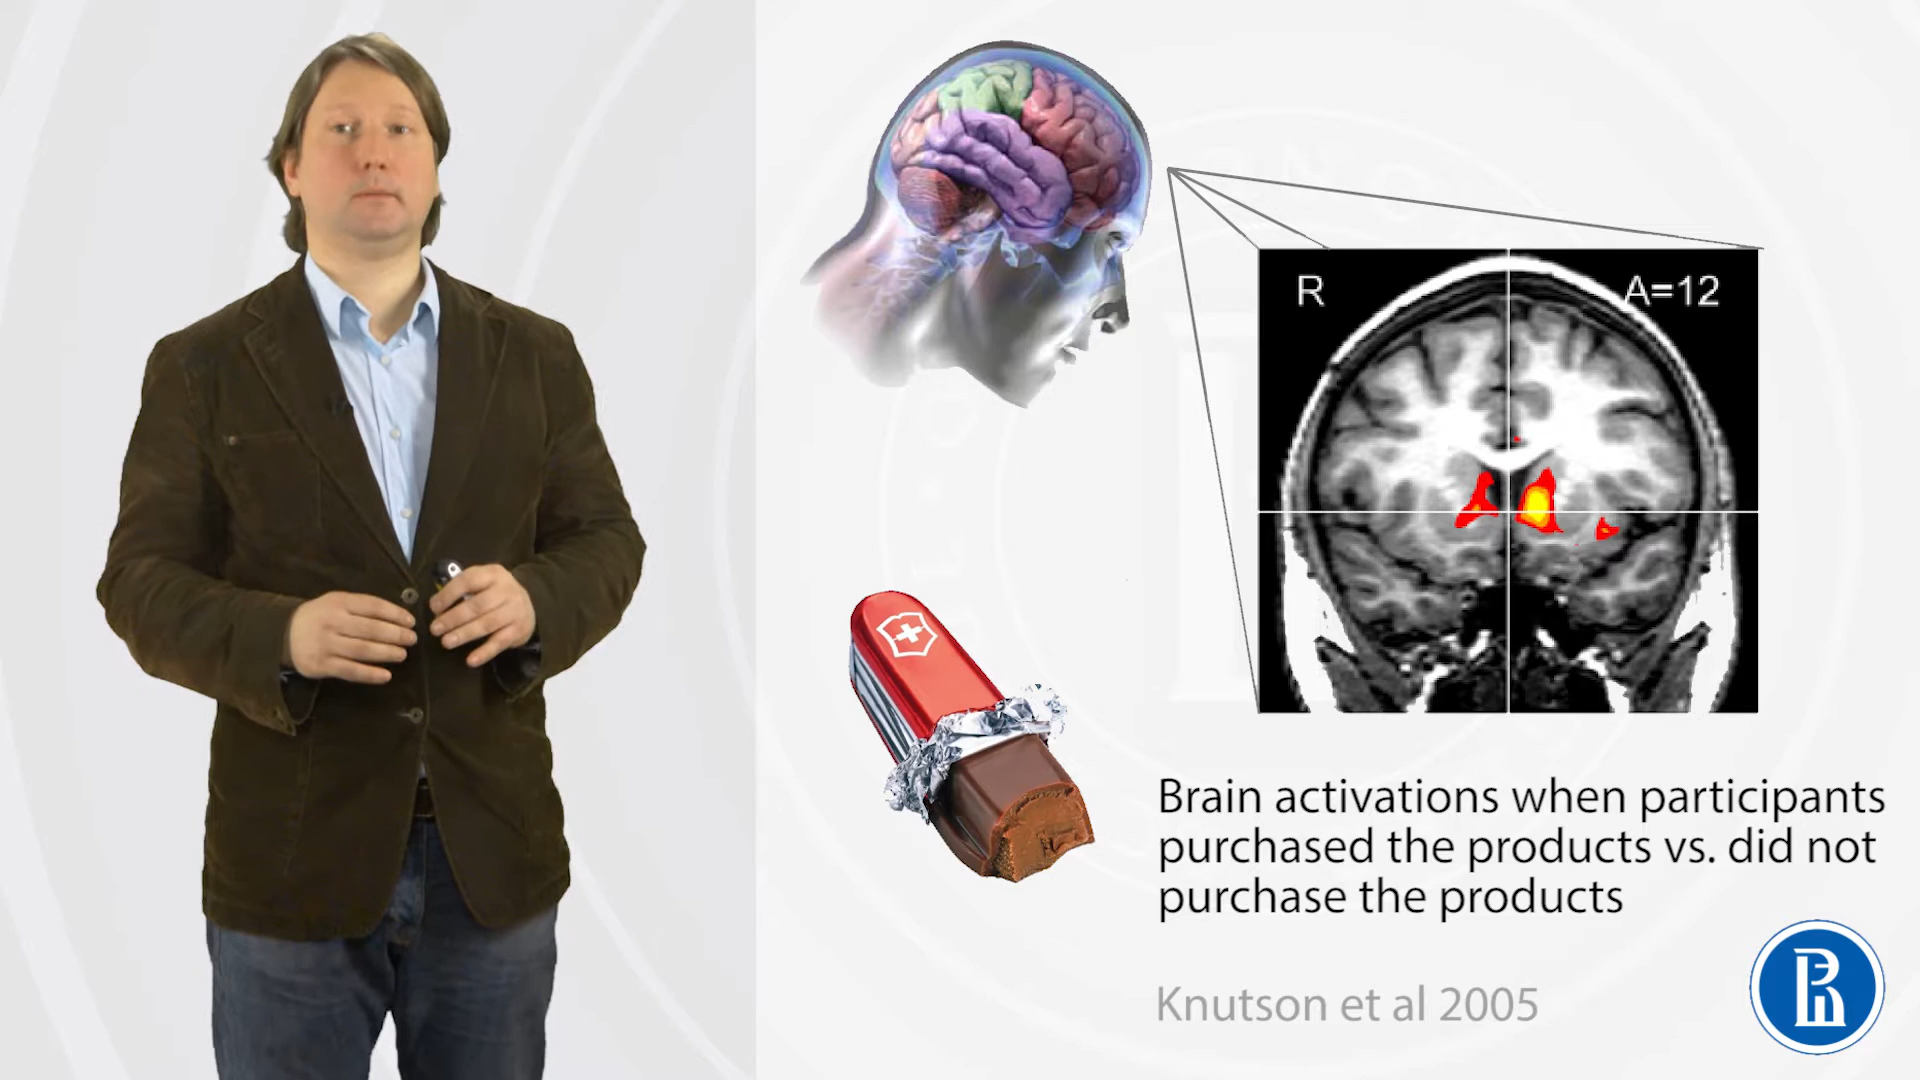 R
A=12
Brain activations when participants
purchased the products vs. did not
purchase the products
Knutson et al 2005